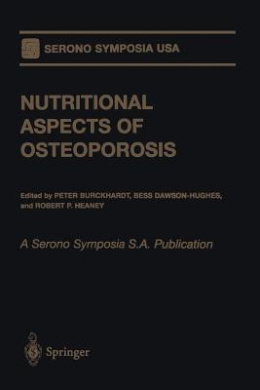 SERONO SYMPOSIA USA
NUTRITIONAL
ASPECTS OF
OSTEOPOROSIS
Edited by PETER BURCKHARDT, BESS DAWSON-HUGHES,
and ROBERT P. HEANEY
A Serono Symposia S.A. Publication
Springer